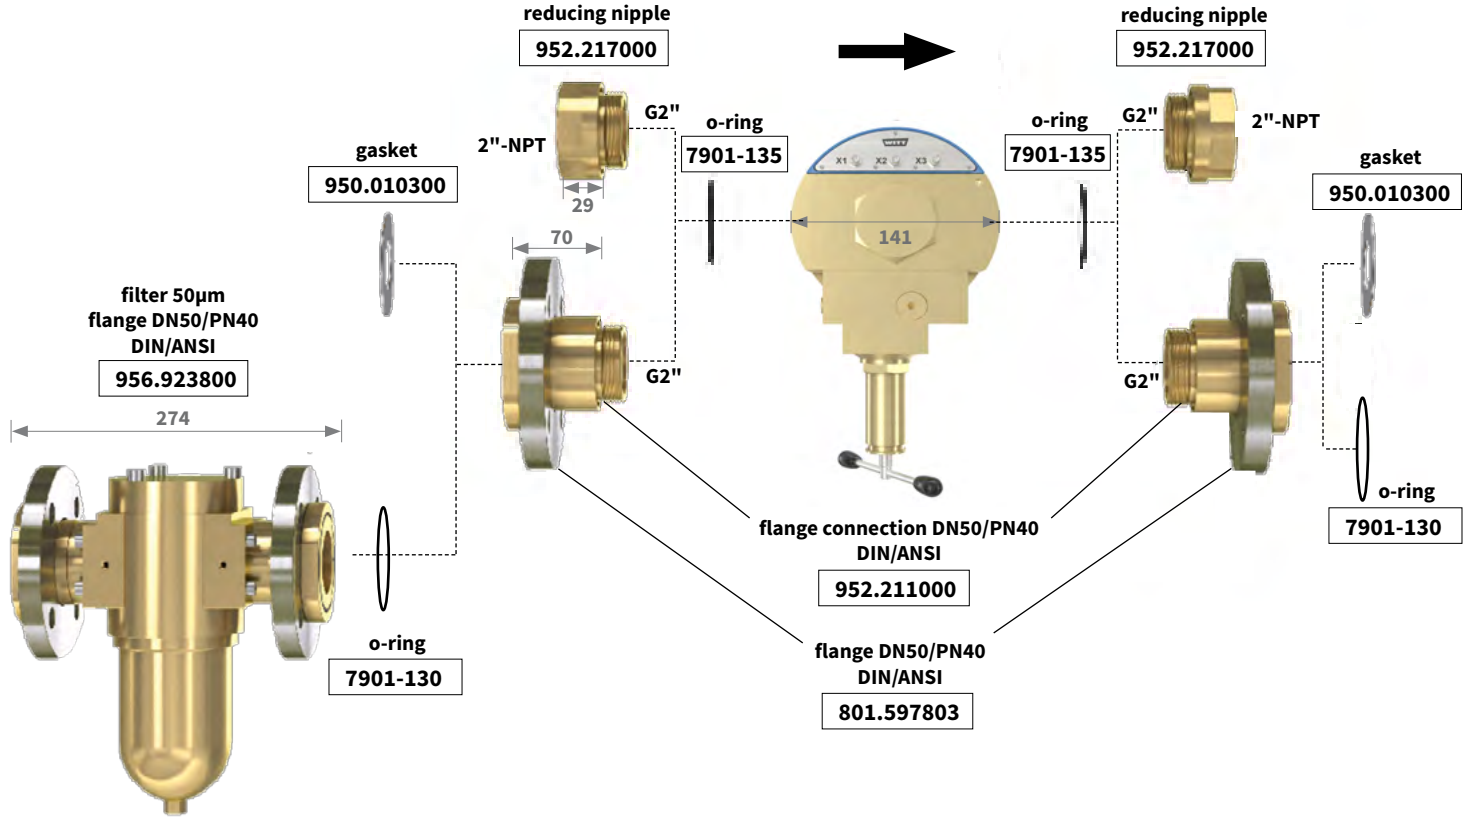 reducing nipple
952.217000
G2"
2"-NPT
29
o-ring
7901-135
gasket
950.010300
70
filter 50µm
flange DN50/PN40
DIN/ANSI
956.923800
274
G2"
o-ring
7901-130
WITT
X1 X2 X3
141
o-ring
7901-135
reducing nipple
952.217000
G2"
2"-NPT
gasket
950.010300
G2"
o-ring
7901-130
flange connection DN50/PN40
DIN/ANSI
952.211000
flange DN50/PN40
DIN/ANSI
801.597803